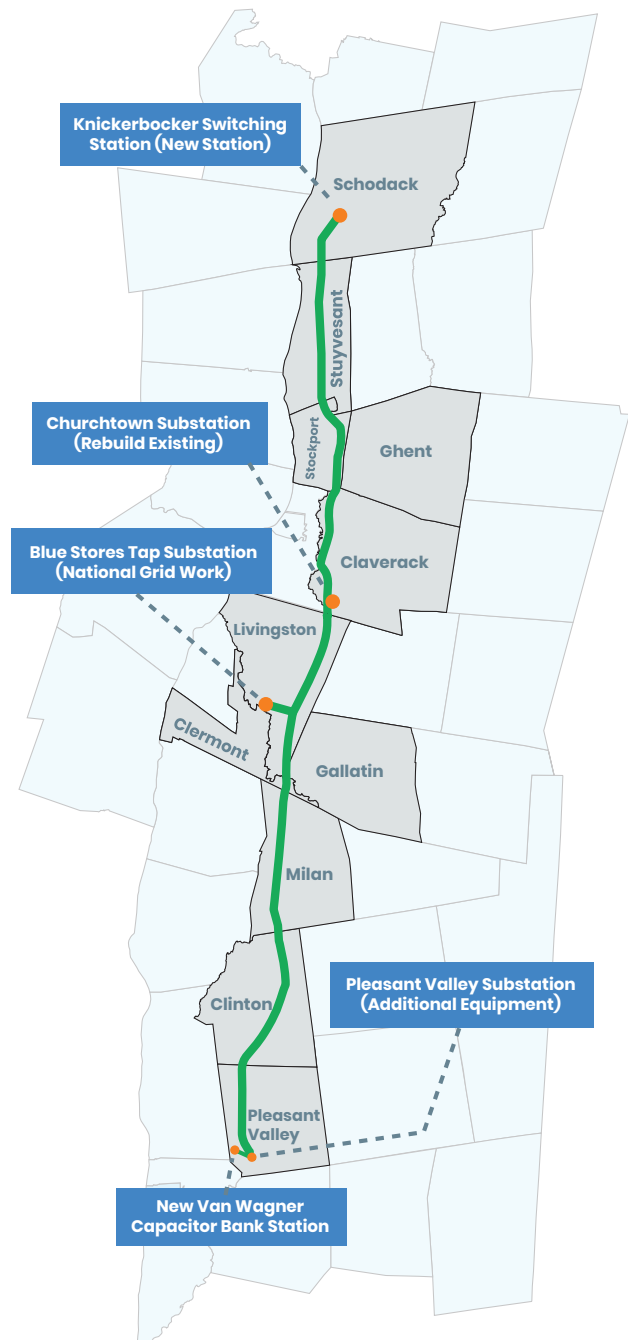 Knickerbocker Switching
Station (New Station)
Schodack
Stuyvesant
Churchtown Substation
(Rebuild Existing)
Stockport
Ghent
Blue Stores Tap Substation
(National Grid Work)
Claverack
Livingston
Clermont
Gallatin
Milan
Pleasant Valley Substation
(Additional Equipment)
Clinton
Pleasant
Valley
New Van Wagner
Capacitor Bank Station